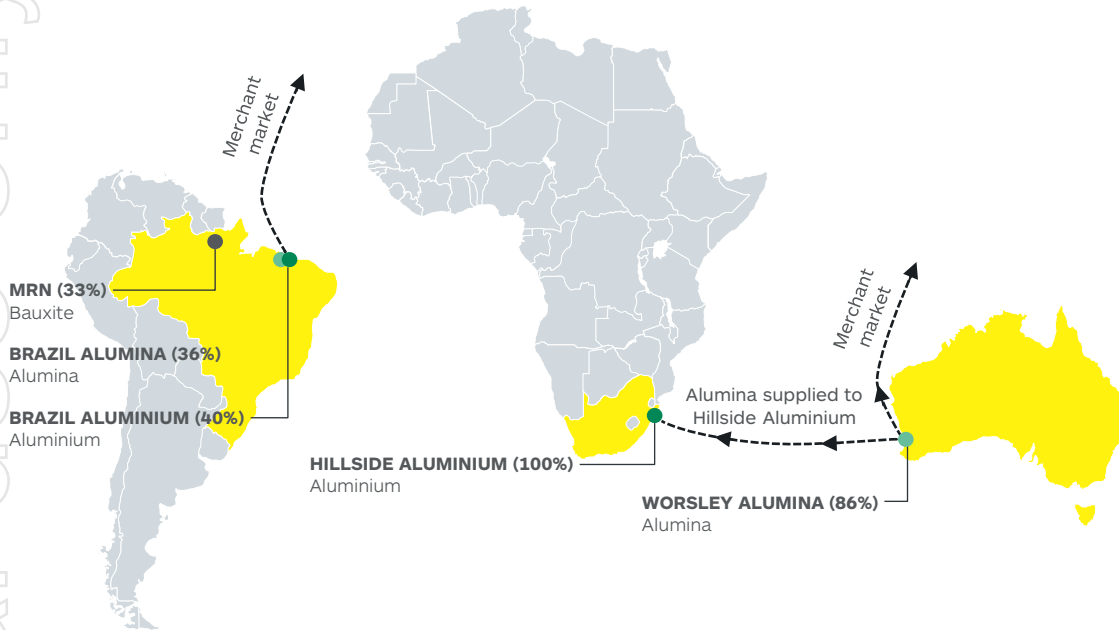 Merchant
market
MRN (33%)
Bauxite
BRAZIL ALUMINA (36%)
Alumina
BRAZIL ALUMINIUM (40%)
Aluminium
HILLSIDE ALUMINIUM (100%)
Aluminium
Alumina supplied to
Hillside Aluminium
Merchant
market
WORSLEY ALUMINA (86%)
Alumina